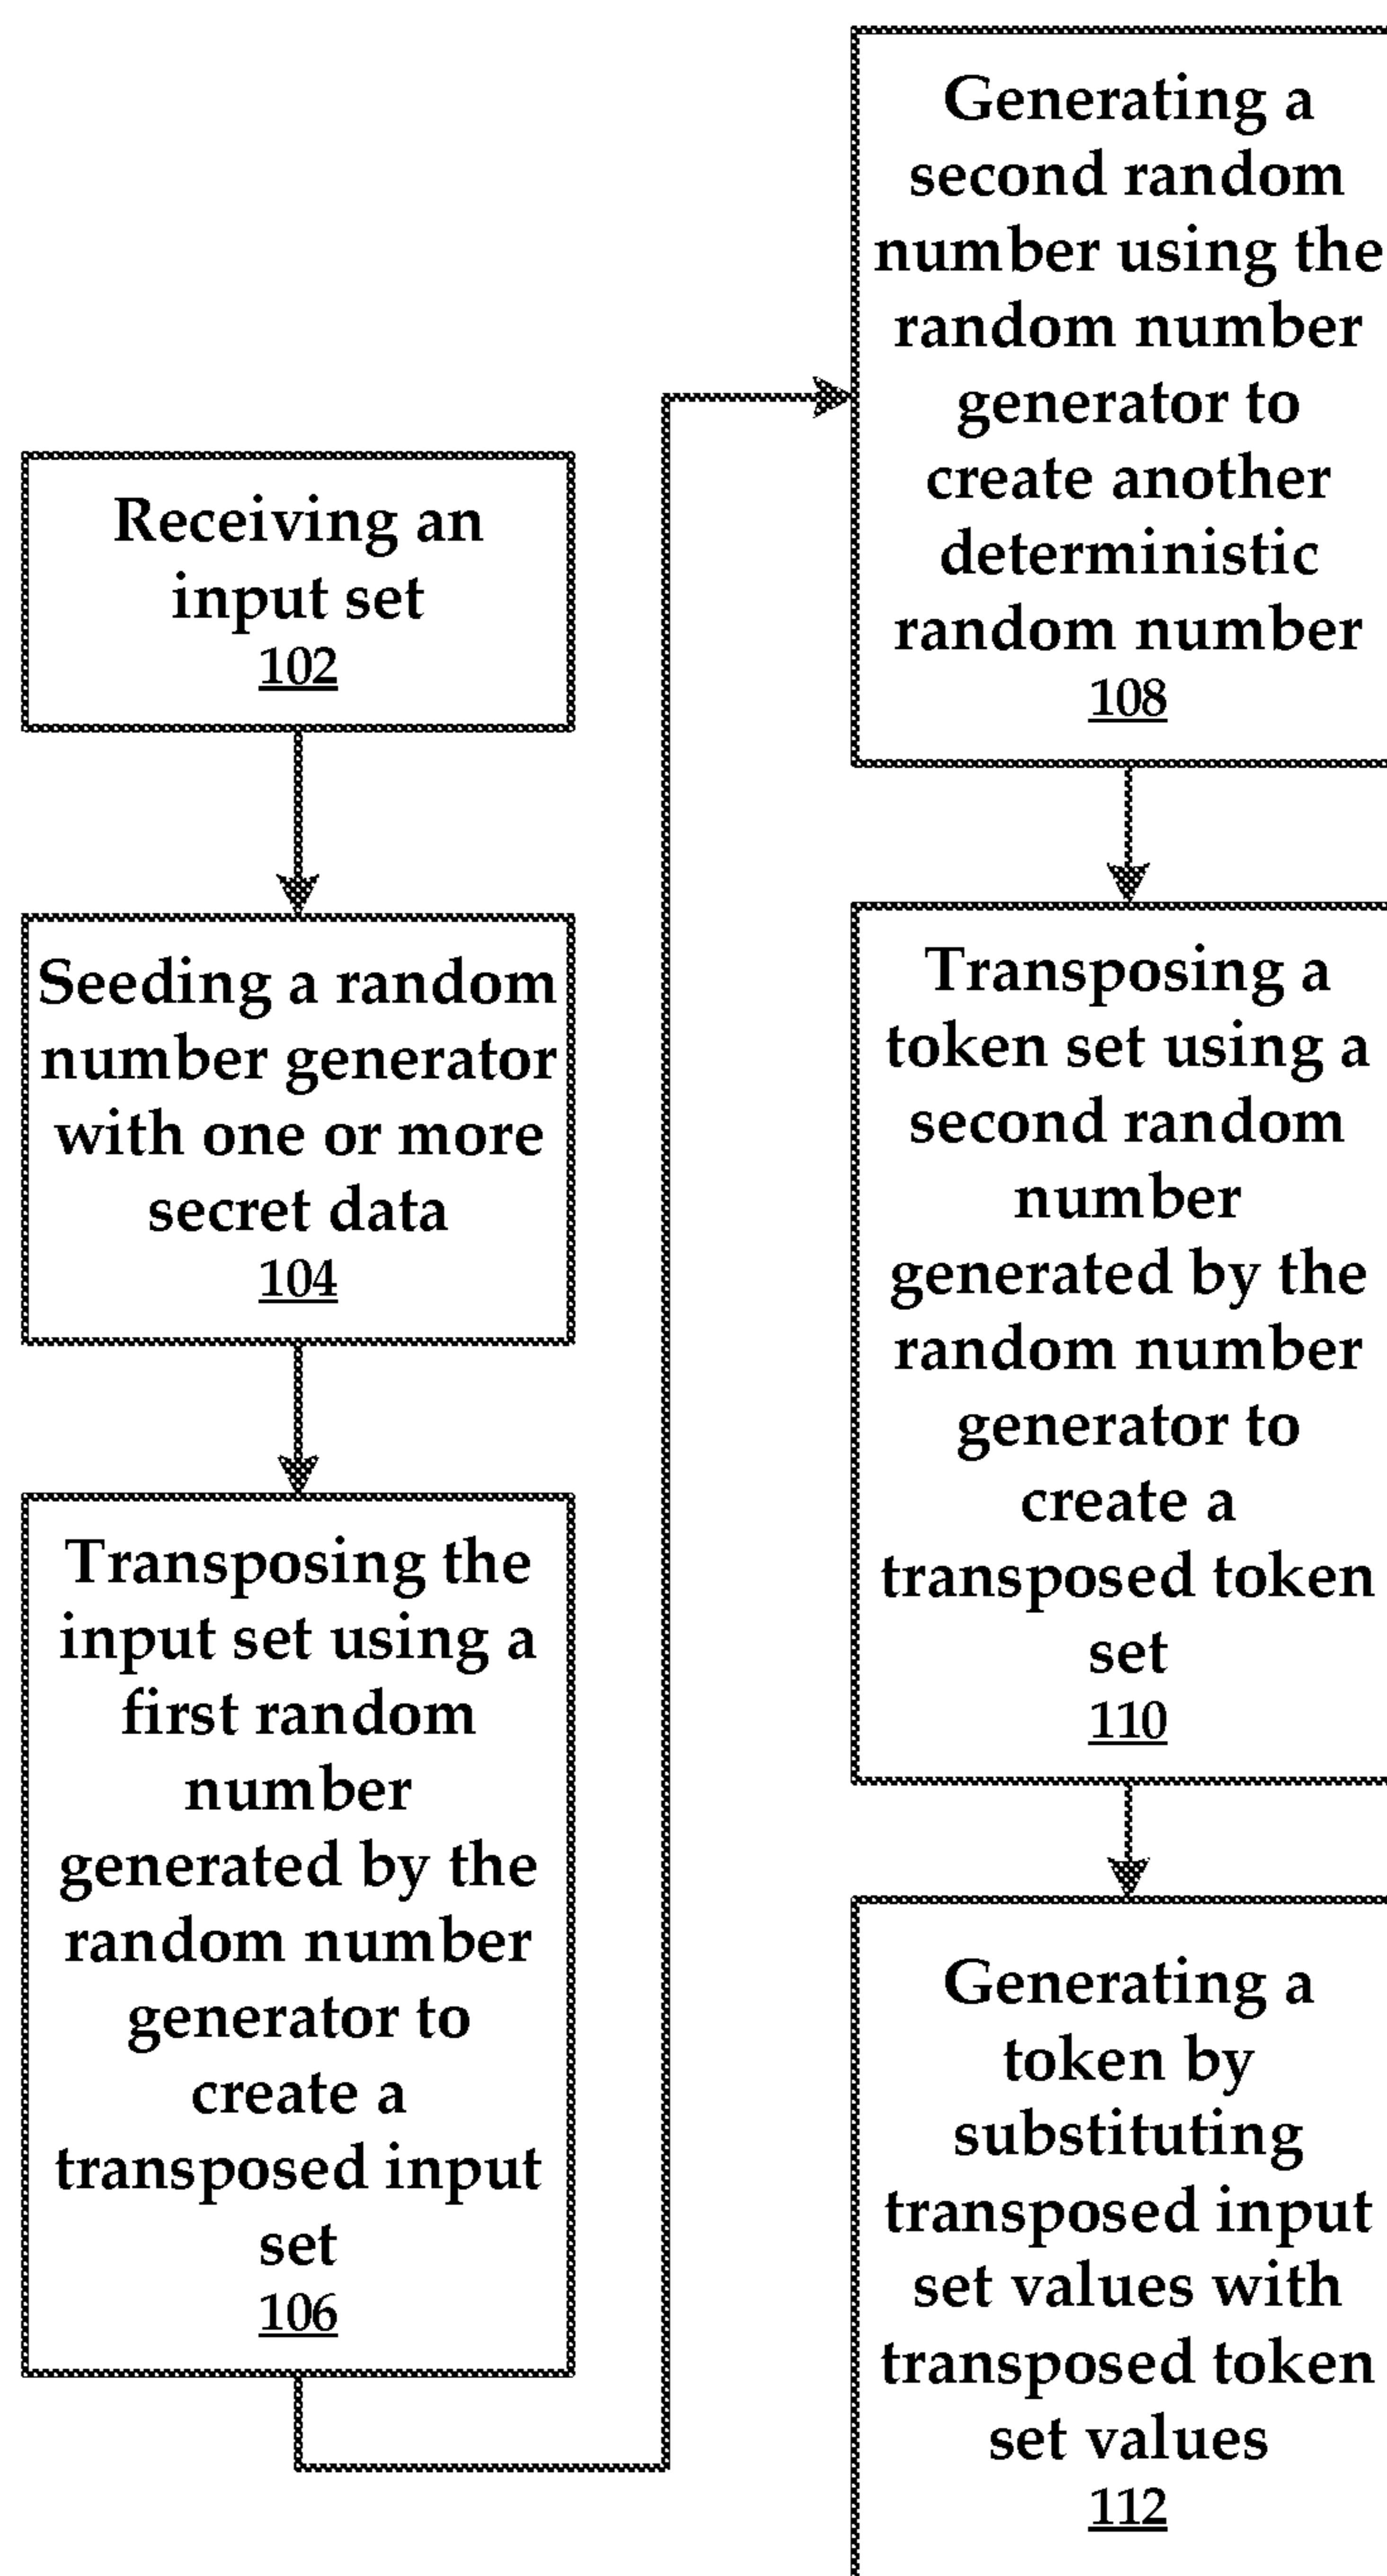 Receiving an
input set
102
Seeding a random
number generator
with one or more
secret data
104
Transposing the
input set using a
first random
number
generated by the
random number
generator to
create a
transposed input
set
106
Generating a
second random
number using the
random number
generator to
create another
deterministic
random number
108
Transposing a
token set using a
second random
number
generated by the
random number
generator to
create a
transposed token
set
110
Generating a
token by
substituting
transposed input
set values with
transposed token
set values
112